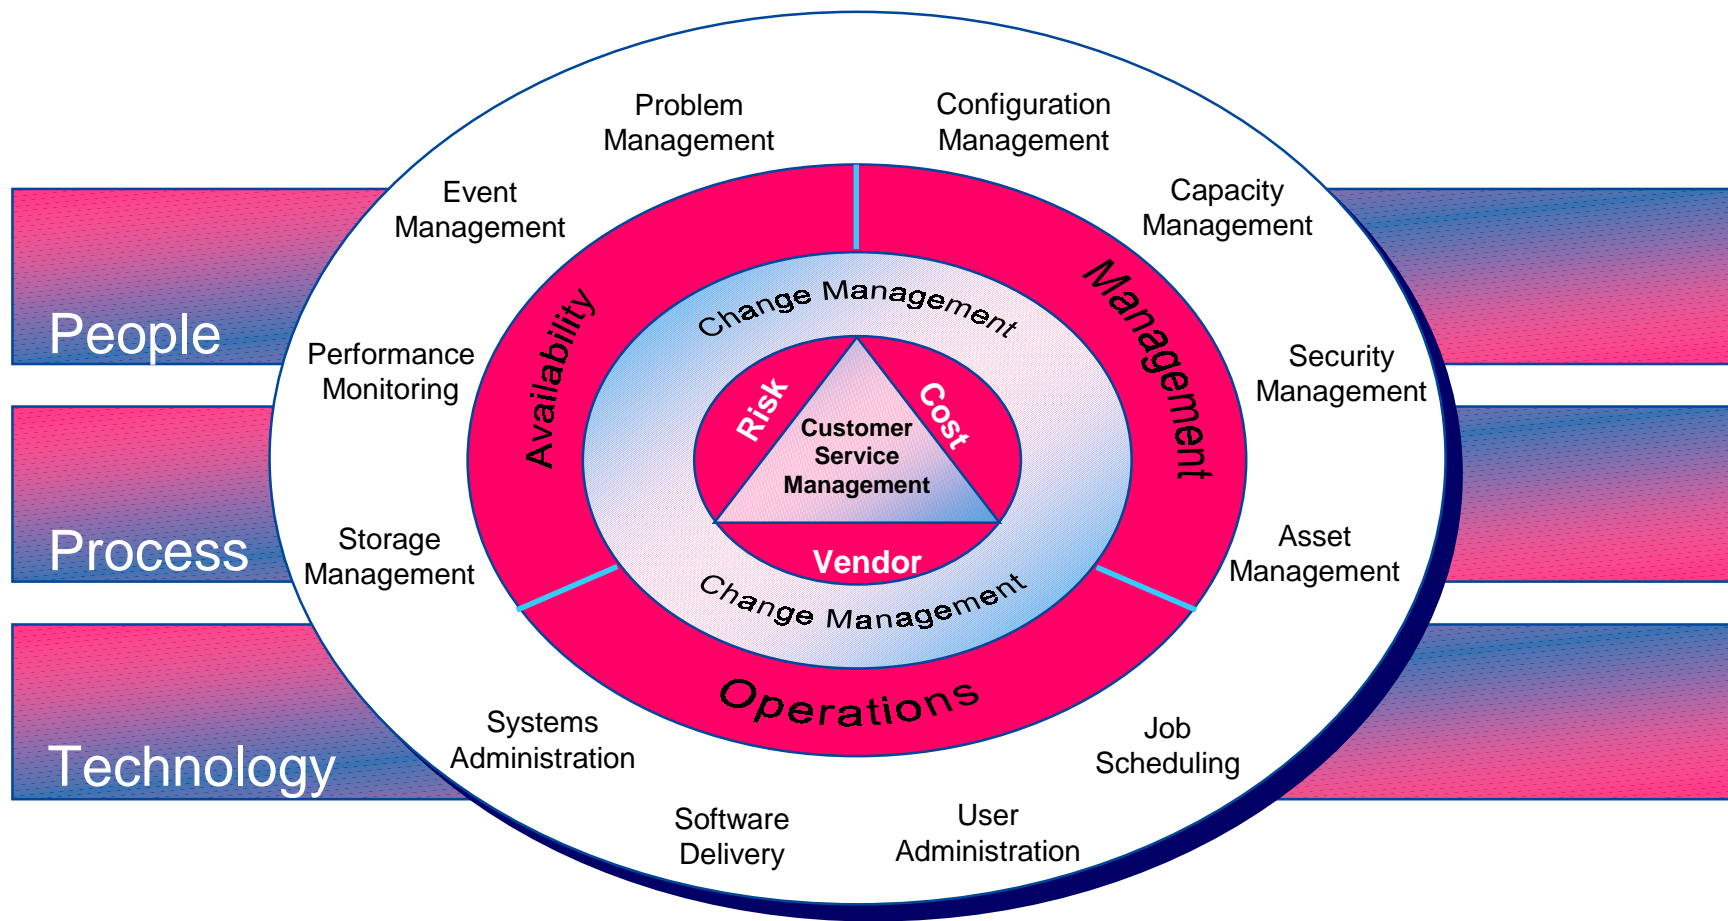 Problem
Management
Configuration
Management
Event
Management
Capacity
Management
People
Performance
Monitoring
Availability
Change Management
Management
Security
Management
Risk
Cost
Customer
Service
Management
Process
Storage
Management
Vendor
Change Management
Asset
Management
Technology
Operations
Systems
Administration
Job
Scheduling
Software
Delivery
User
Administration